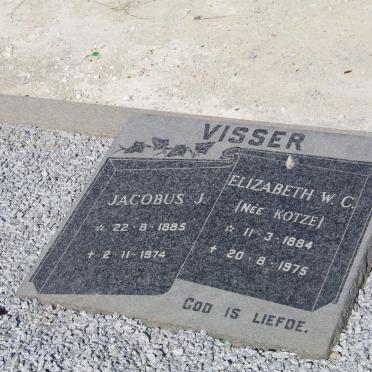 VISSER
JACOBUS J.
☆ 22·8·1885
+ 2·11·1974
ELIZABETH W. C.
(NÉE KOTZE)
☆ 11·3·1884
+ 20·8·1975
GOD IS LIEFDE.